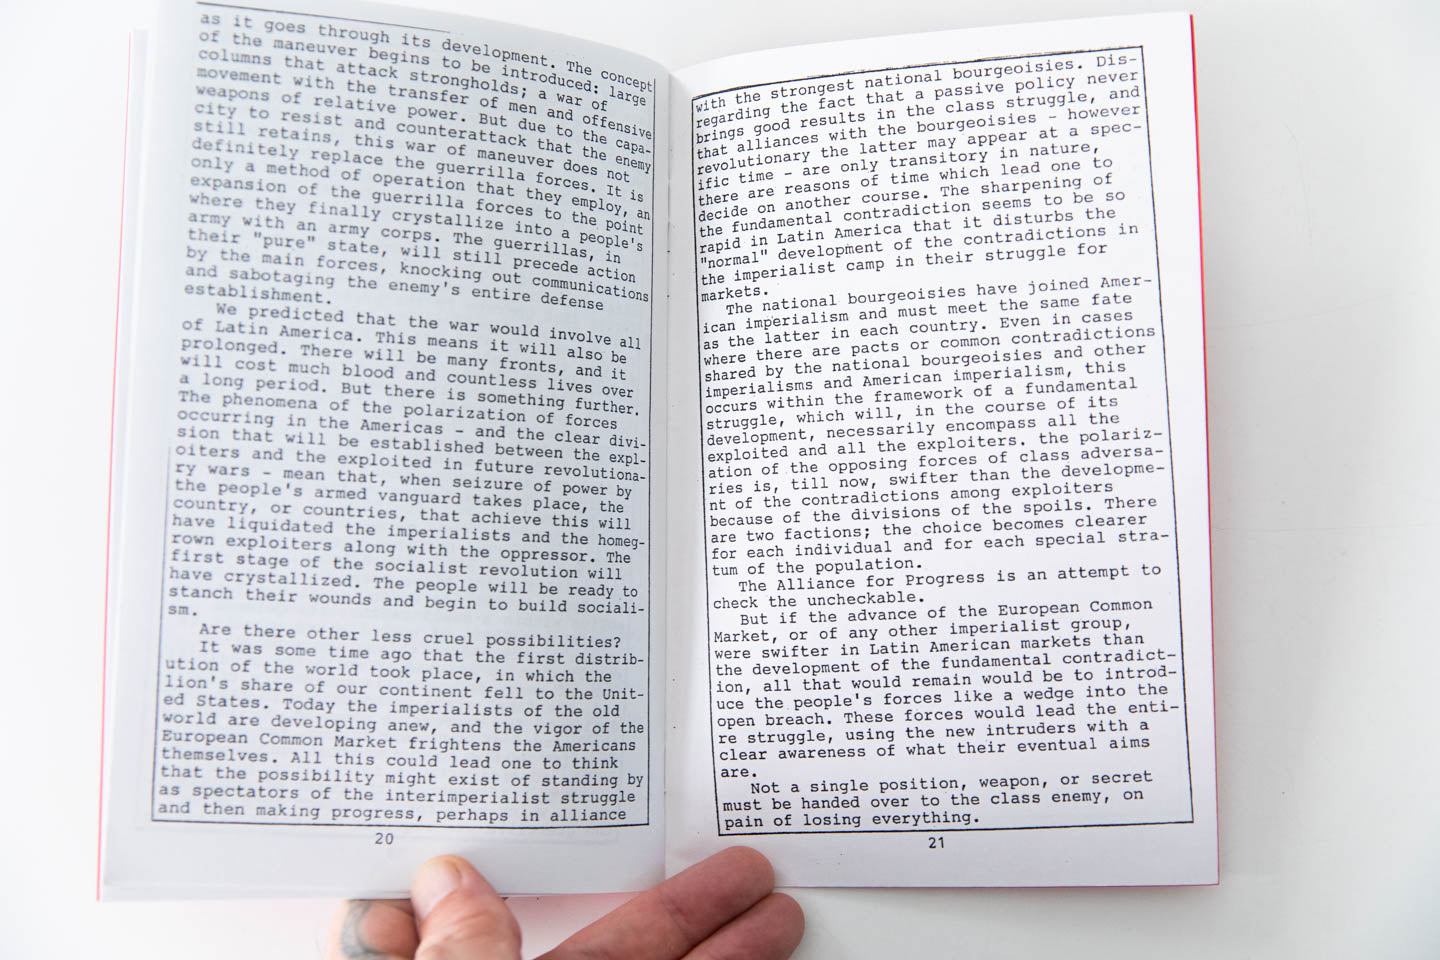 as it goes through its development. The concept
of the maneuver begins to be introduced: large
columns that attack strongholds; a war of
movement with the transfer of men and offensive
weapons of relative power. But due to the capa-
city to resist and counterattack that the enemy
still retains, this war of maneuver does not
definitely replace the guerrilla forces. It is
only a method of operation that they employ, an
expansion of the guerrilla forces to the point
where they finally crystallize into a people's
army with an army corps. The guerrillas, in
their "pure" state, will still precede action
by the main forces, knocking out communications
and sabotaging the enemy's entire defense
establishment.
We predicted that the war would involve all
of Latin America. This means it will also be
prolonged. There will be many fronts, and it
will cost much blood and countless lives over
a long period. But there is something further.
The phenomena of the polarization of forces
occurring in the Americas - and the clear divi-
sion that will be established between the expl-
oiters and the exploited in future revolutiona-
ry wars - mean that, when seizure of power by
the people's armed vanguard takes place, the
country, or countries, that achieve this will
have liquidated the imperialists and the homeg-
rown exploiters along with the oppressor. The
first stage of the socialist revolution will
have crystallized. The people will be ready to
stanch their wounds and begin to build sociali-
sm.
Are there other less cruel possibilities?
It was some time ago that the first distrib-
ution of the world took place, in which the
lion's share of our continent fell to the Unit-
ed States. Today the imperialists of the old
world are developing anew, and the vigor of the
European Common Market frightens the Americans
themselves. All this could lead one to think
that the possibility might exist of standing by
as spectators of the interimperialist struggle
and then making progress, perhaps in alliance
20
with the strongest national bourgeoisies. Dis-
regarding the fact that a passive policy never
brings good results in the class struggle, and
that alliances with the bourgeoisies - however
revolutionary the latter may appear at a spec-
ific time - are only transitory in nature,
there are reasons of time which lead one to
decide on another course. The sharpening of
the fundamental contradiction seems to be so
rapid in Latin America that it disturbs the
"normal" development of the contradictions in
the imperialist camp in their struggle for
markets.
The national bourgeoisies have joined Amer-
ican imperialism and must meet the same fate
as the latter in each country. Even in cases
where there are pacts or common contradictions
shared by the national bourgeoisies and other
imperialisms and American imperialism, this
occurs within the framework of a fundamental
struggle, which will, in the course of its
development, necessarily encompass all the
exploited and all the exploiters. the polariz-
ation of the opposing forces of class adversa-
ries is, till now, swifter than the developme-
nt of the contradictions among exploiters
because of the divisions of the spoils. There
are two factions; the choice becomes clearer
for each individual and for each special stra-
tum of the population.
The Alliance for Progress is an attempt to
check the uncheckable.
But if the advance of the European Common
Market, or of any other imperialist group,
were swifter in Latin American markets than
the development of the fundamental contradict-
ion, all that would remain would be to introd-
uce the people's forces like a wedge into the
open breach. These forces would lead the enti-
re struggle, using the new intruders with a
clear awareness of what their eventual aims
are.
Not a single position, weapon, or secret
must be handed over to the class enemy, on
pain of losing everything.
21